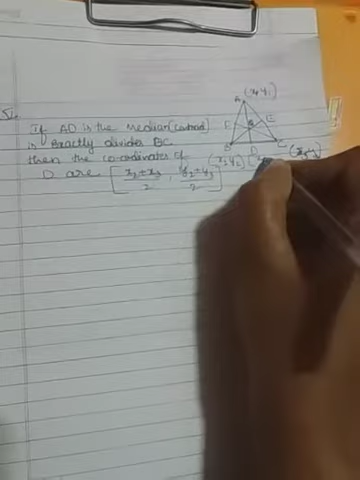 (x₁ y₁)
A
F E
G
B D C
(x₂ y₂) (x₃ y₃)
Sol
If AD is the Median (centroid)
is Exactly divides BC
then the co-ordinates of
D are [x₂+x₃/2 , y₂+y₃/2]